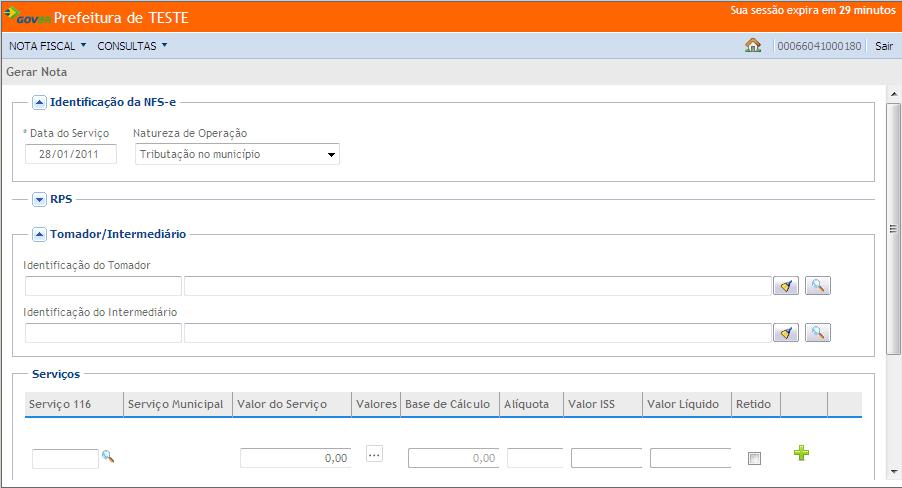 GOVBR Prefeitura de TESTE
Sua sessão expira em 29 minutos
NOTA FISCAL CONSULTAS 00066041000180 Sair
Gerar Nota
Identificação da NFS-e
* Data do Serviço Natureza de Operação
28/01/2011 Tributação no município
RPS
Tomador/Intermediário
Identificação do Tomador
Identificação do Intermediário
Serviços
Serviço 116 Serviço Municipal Valor do Serviço Valores Base de Cálculo Alíquota Valor ISS Valor Líquido Retido
0,00 ... 0,00